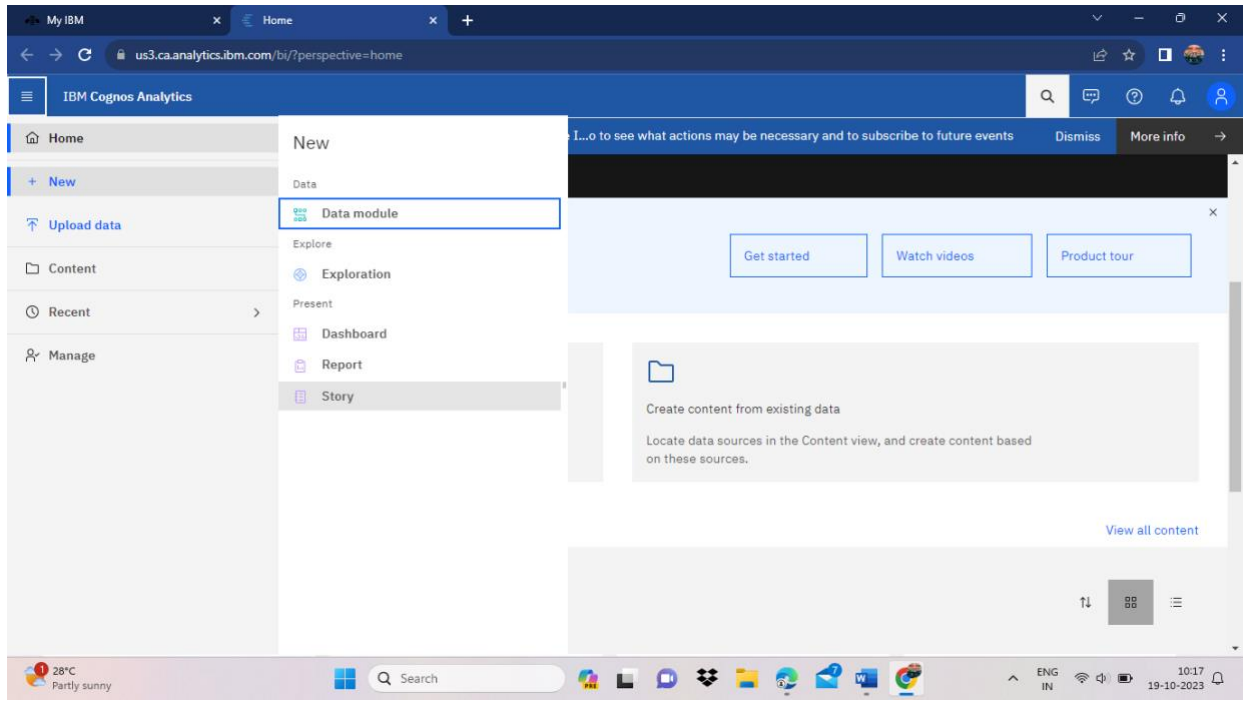 My IBM
Home
us3.ca.analytics.ibm.com/bi/?perspective=home
IBM Cognos Analytics
Home
New
I...o to see what actions may be necessary and to subscribe to future events
Dismiss
More info
+ New
Data
Upload data
Data module
Explore
Get started
Watch videos
Product tour
Content
Exploration
Recent
Present
Dashboard
Manage
Report
Story
Create content from existing data
Locate data sources in the Content view, and create content based
on these sources.
View all content
1
28°C
Partly sunny
Search
PRE
7
W
ENG
IN
10:17
19-10-2023